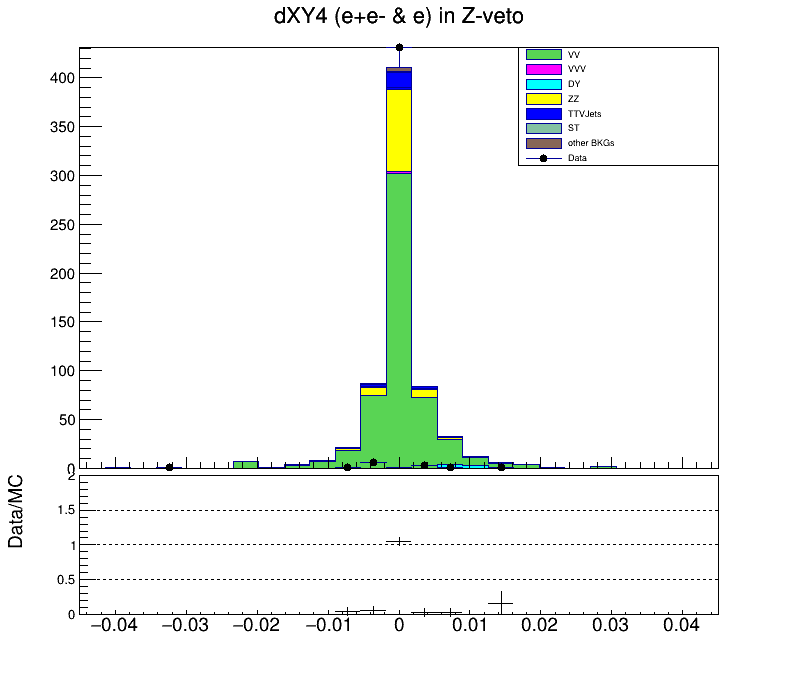 dXY4 (e+e- & e) in Z-veto
VV
VVV
DY
ZZ
TTVJets
ST
other BKGs
Data
400
350
300
250
200
150
100
50
0
Data/MC
2
1.5
1
0.5
0
−0.04 −0.03 −0.02 −0.01 0 0.01 0.02 0.03 0.04